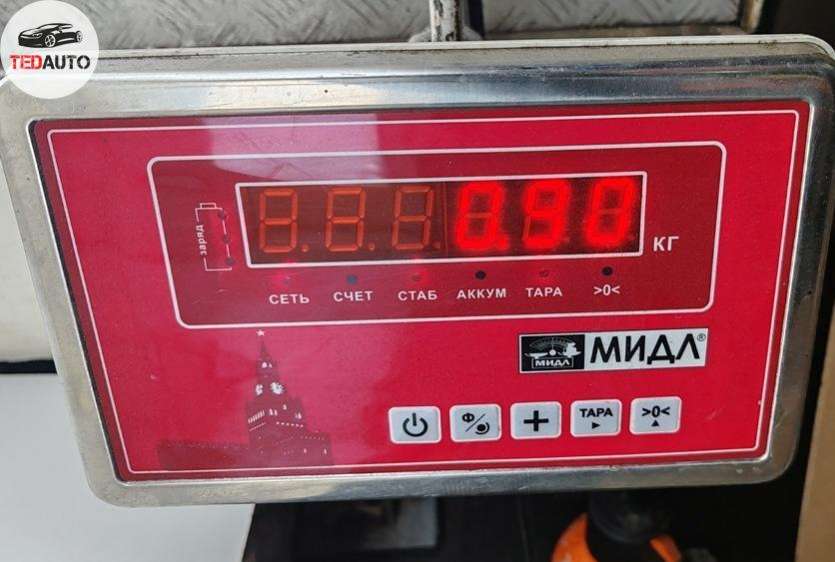 TEDAUTO
заряд
0.90
КГ
СЕТЬ СЧЕТ СТАБ АККУМ ТАРА >0<
МИДЛ МИДЛ®
Ф/ + ТАРА >0<